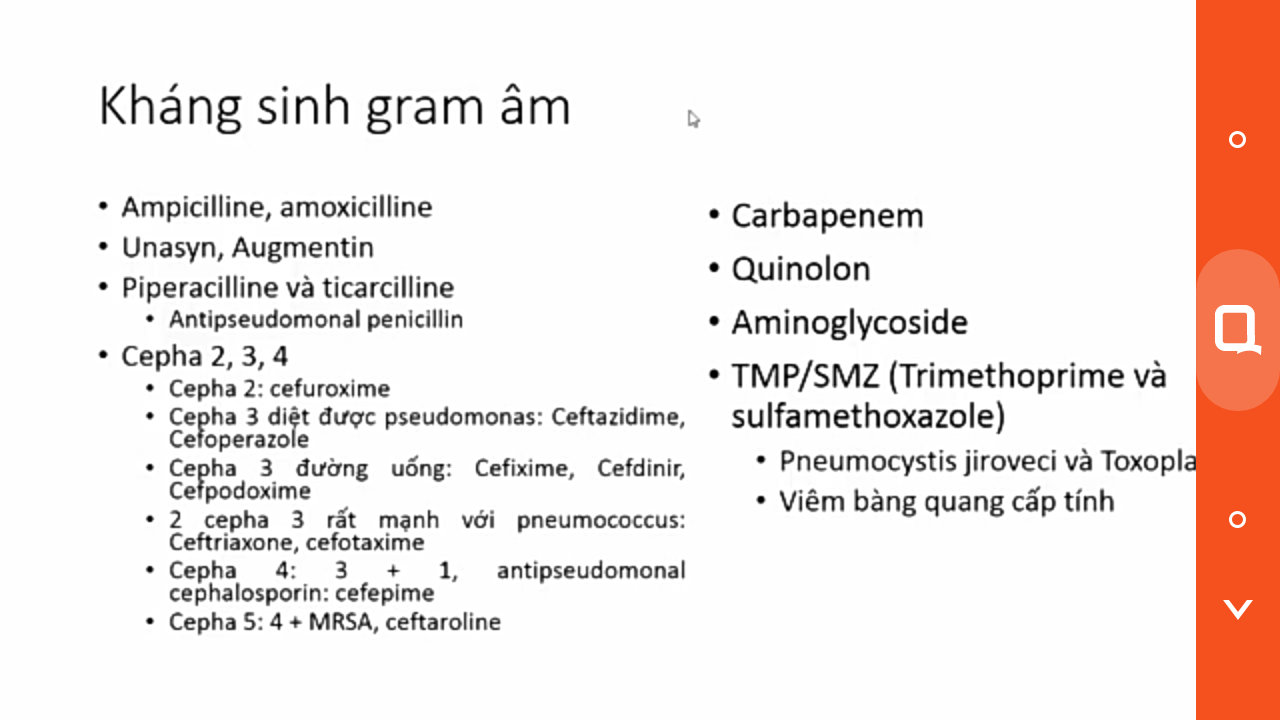 Kháng sinh gram âm
• Ampicilline, amoxicilline
• Unasyn, Augmentin
• Piperacilline và ticarcilline
• Antipseudomonal penicillin
• Cepha 2, 3, 4
• Cepha 2: cefuroxime
• Cepha 3 diệt được pseudomonas: Ceftazidime,
Cefoperazole
• Cepha 3 đường uống: Cefixime, Cefdinir,
Cefpodoxime
• 2 cepha 3 rất mạnh với pneumococcus:
Ceftriaxone, cefotaxime
• Cepha 4: 3 + 1, antipseudomonal
cephalosporin: cefepime
• Cepha 5: 4 + MRSA, ceftaroline
• Carbapenem
• Quinolon
• Aminoglycoside
• TMP/SMZ (Trimethoprime và
sulfamethoxazole)
• Pneumocystis jiroveci và Toxopla
• Viêm bàng quang cấp tính